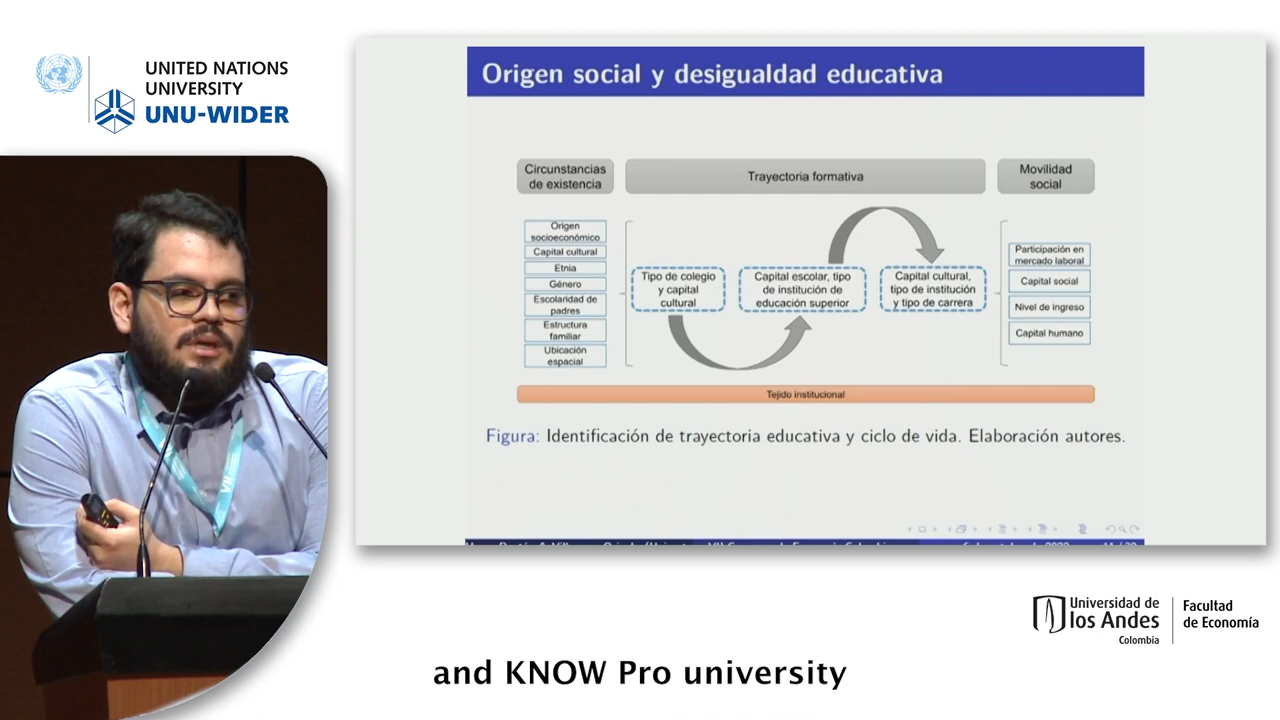 UNITED NATIONS
UNIVERSITY
UNU-WIDER
Origen social y desigualdad educativa
Circunstancias
de existencia
Trayectoria formativa
Movilidad
social
Origen
socioeconómico
Capital cultural
Etnia
Género
Escolaridad de
padres
Estructura
familiar
Ubicación
espacial
Tipo de colegio
y capital
cultural
Capital escolar, tipo
de institución de
educación superior
Capital cultural,
tipo de institución
y tipo de carrera
Participación en
mercado laboral
Capital social
Nivel de ingreso
Capital humano
Tejido institucional
Figura: Identificación de trayectoria educativa y ciclo de vida. Elaboración autores.
Universidad de
los Andes
Colombia
Facultad
de Economía
and KNOW Pro university